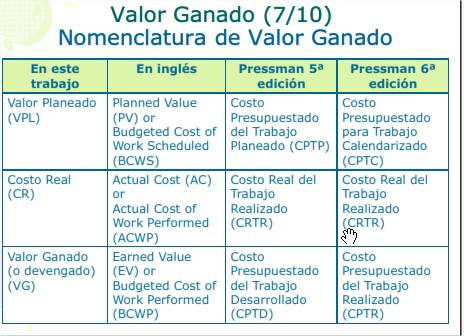 Valor Ganado (7/10)
Nomenclatura de Valor Ganado
En este
trabajo
En inglés
Pressman 5ª
edición
Pressman 6ª
edición
Valor Planeado
(VPL)
Planned Value
(PV) or
Budgeted Cost of
Work Scheduled
(BCWS)
Costo
Presupuestado
del Trabajo
Planeado (CPTP)
Costo
Presupuestado
para Trabajo
Calendarizado
(CPTC)
Costo Real
(CR)
Actual Cost (AC)
or
Actual Cost of
Work Performed
(ACWP)
Costo Real del
Trabajo
Realizado
(CRTR)
Costo Real del
Trabajo
Realizado
(CRTR)
Valor Ganado
(o devengado)
(VG)
Earned Value
(EV) or
Budgeted Cost of
Work Performed
(BCWP)
Costo
Presupuestado
del Trabajo
Desarrollado
(CPTD)
Costo
Presupuestado
del Trabajo
Realizado
(CPTR)